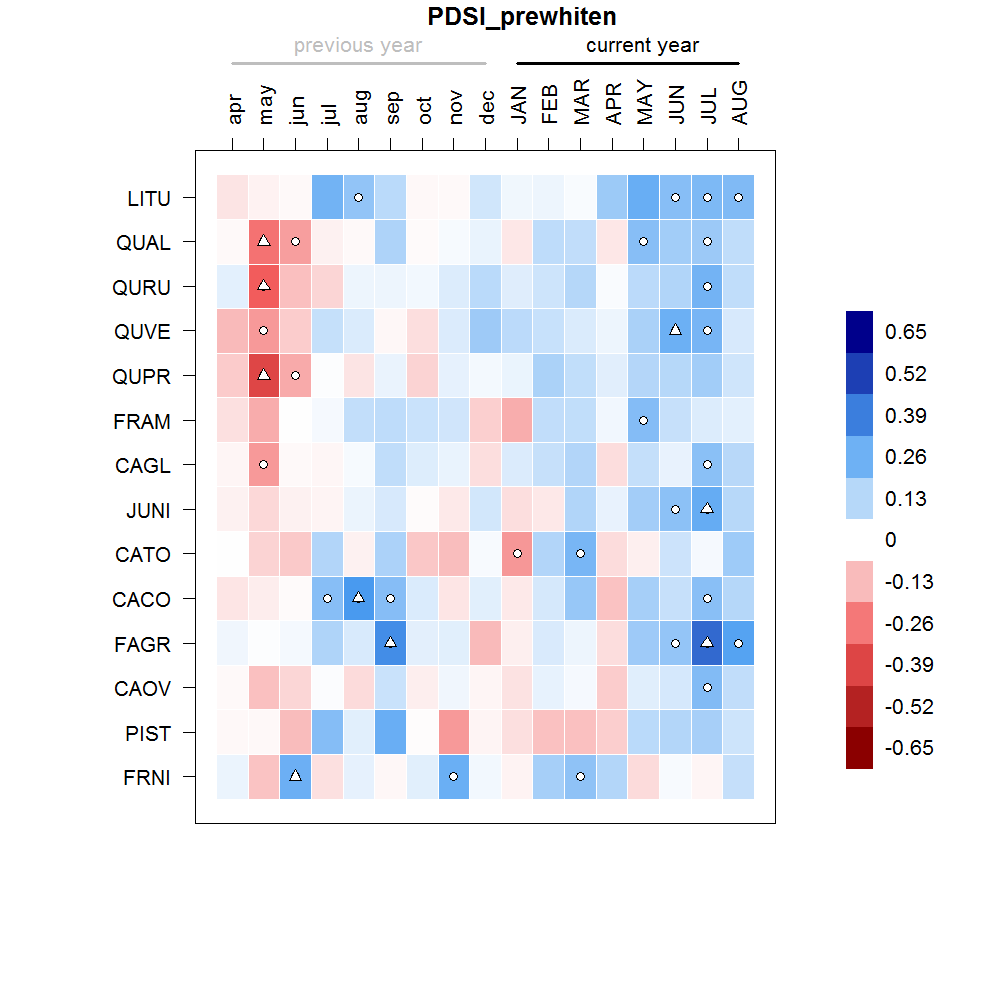 PDSI_prewhiten
previous year current year
apr may jun jul aug sep oct nov dec JAN FEB MAR APR MAY JUN JUL AUG
LITU
QUAL
QURU
QUVE
QUPR
FRAM
CAGL
JUNI
CATO
CACO
FAGR
CAOV
PIST
FRNI
0.65
0.52
0.39
0.26
0.13
0
-0.13
-0.26
-0.39
-0.52
-0.65